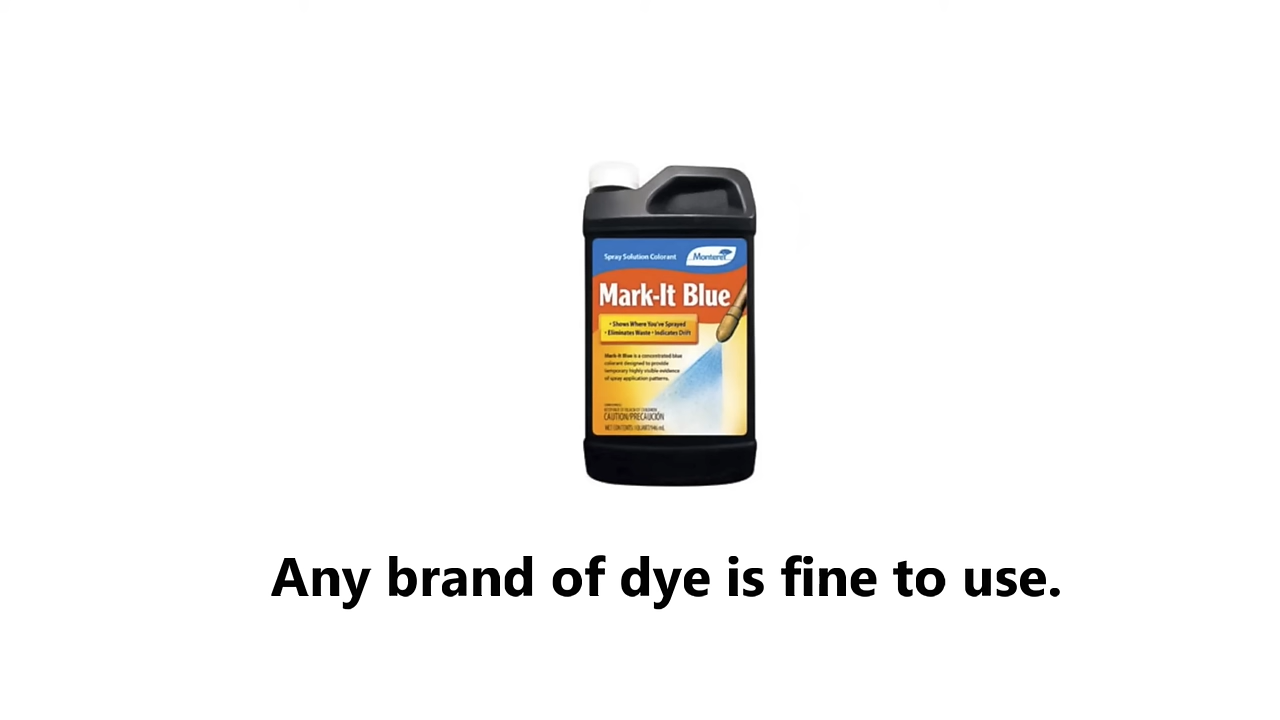 Spray Solution Colorant
Monterey
Mark-It Blue
• Shows Where You've Sprayed
• Eliminates Waste • Indicates Drift
Mark-It Blue is a concentrated blue
colorant designed to provide
temporary highly visible evidence
of spray application patterns.
CAUTION/PRECAUCIÓN
Any brand of dye is fine to use.